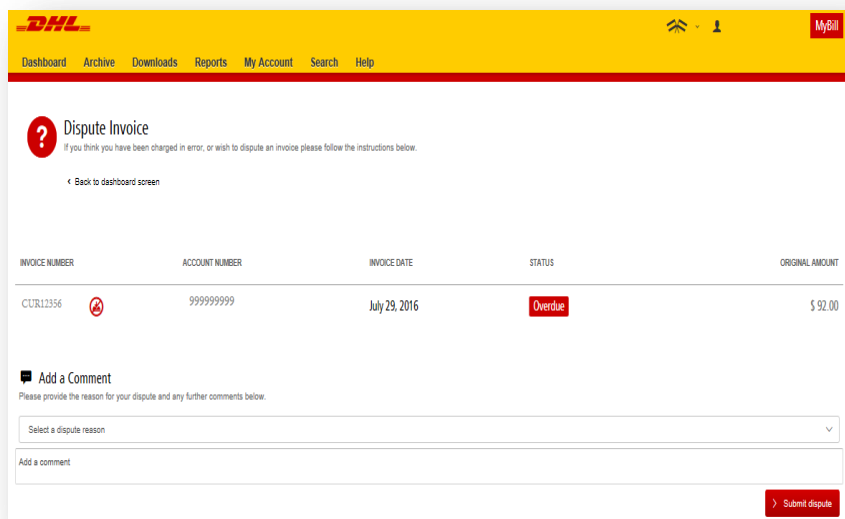 DHL
MyBill
Dashboard Archive Downloads Reports My Account Search Help
?
Dispute Invoice
If you think you have been charged in error, or wish to dispute an invoice please follow the instructions below.
‹ Back to dashboard screen
INVOICE NUMBER ACCOUNT NUMBER INVOICE DATE STATUS ORIGINAL AMOUNT
CUR12356 999999999 July 29, 2016 Overdue $ 92.00
Add a Comment
Please provide the reason for your dispute and any further comments below.
Select a dispute reason
Add a comment
› Submit dispute